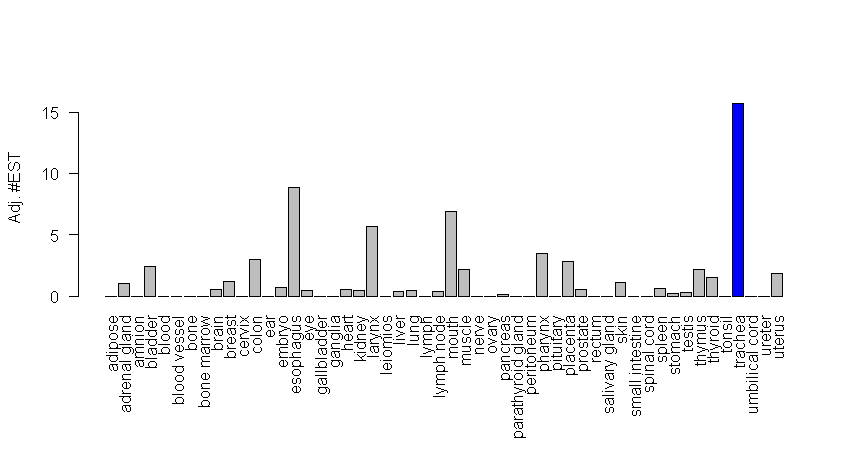 Adj. #EST
15
10
5
0
adipose
adrenal gland
amnion
bladder
blood
blood vessel
bone
bone marrow
brain
breast
cervix
colon
ear
embryo
esophagus
eye
gallbladder
ganglia
heart
kidney
larynx
leiomios
liver
lung
lymph
lymph node
mouth
muscle
nerve
ovary
pancreas
parathyroid gland
peritoneum
pharynx
pituitary
placenta
prostate
rectum
salivary gland
skin
small intestine
spinal cord
spleen
stomach
testis
thymus
thyroid
tonsil
trachea
umbilical cord
ureter
uterus